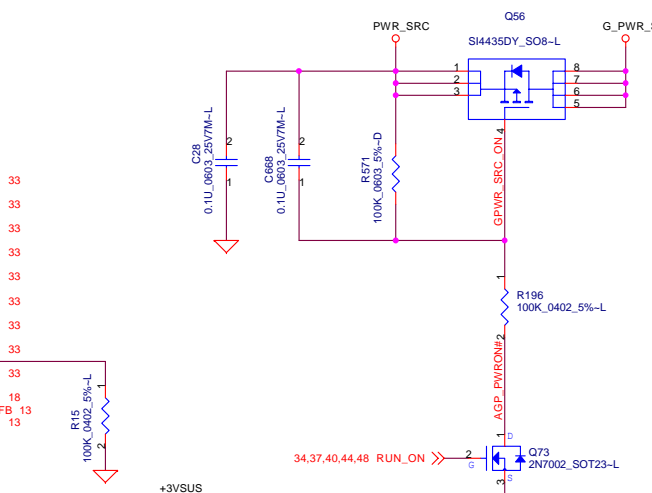 Q56
PWR_SRC
G_PWR_S
SI4435DY_SO8~L
1
2
3
8
7
6
5
4
GPWR_SRC_ON
C28
0.1U_0603_25V7M~L
2
1
C668
0.1U_0603_25V7M~L
2
1
R571
100K_0603_5%~D
33
33
33
33
33
33
33
33
33
18
FB 13
13
1
R196
100K_0402_5%~L
2
AGP_PWRON#
R15
100K_0402_5%~L
1
2
34,37,40,44,48 RUN_ON
2
G
1
D
Q73
2N7002_SOT23~L
3
S
+3VSUS